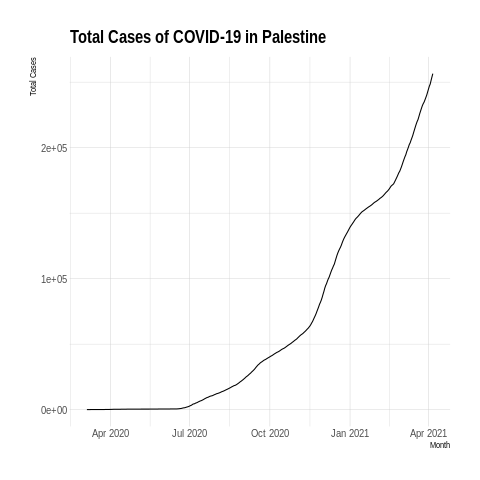 Total Cases of COVID-19 in Palestine
Total Cases
2e+05
1e+05
0e+00
Apr 2020 Jul 2020 Oct 2020 Jan 2021 Apr 2021
Month